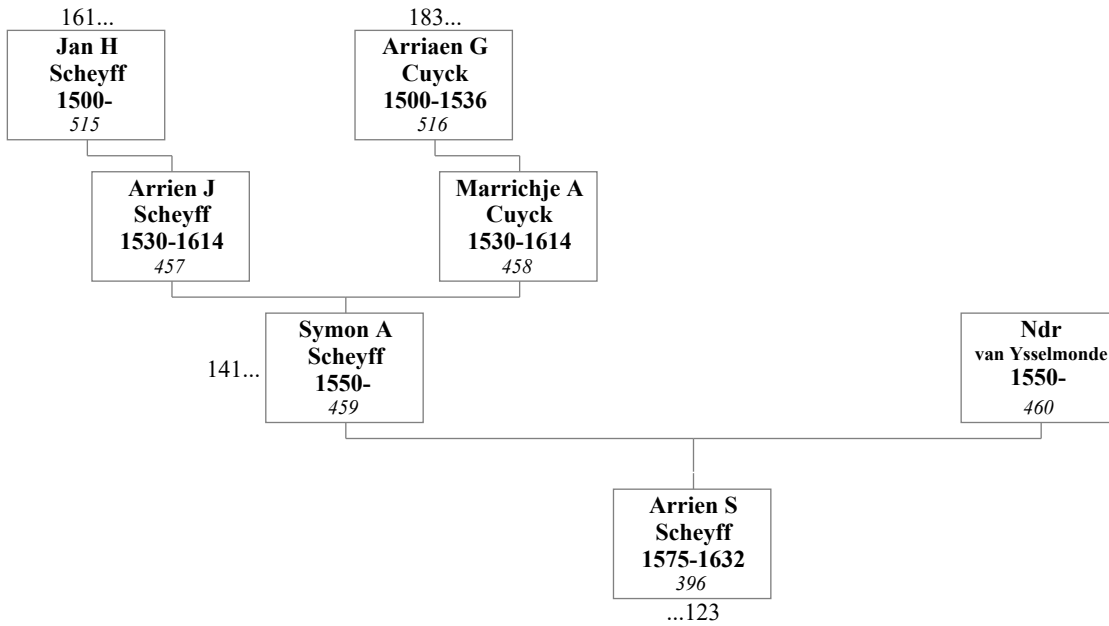 161...
Jan H
Scheyff
1500-
515
183...
Arriaen G
Cuyck
1500-1536
516
Arrien J
Scheyff
1530-1614
457
Marrichje A
Cuyck
1530-1614
458
141...
Symon A
Scheyff
1550-
459
Ndr
van Ysselmonde
1550-
460
Arrien S
Scheyff
1575-1632
396
...123